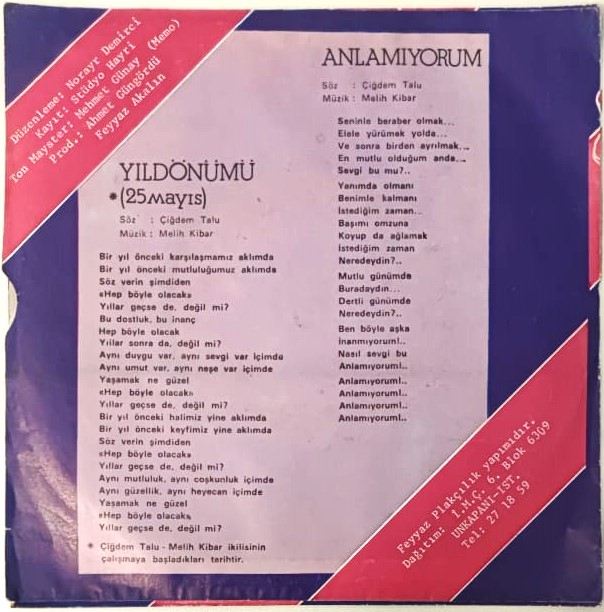 Düzenleme: Norayr Demirci
Kayıt: Stüdyo Hayri
Ton Mayster: Mehmet Günay (Memo)
Prod.: Ahmet Güngördü
Feyyaz Akalın
YILDÖNÜMÜ
*(25 MAYIS)
Söz : Çiğdem Talu
Müzik : Melih Kibar
Bir yıl önceki karşılaşmamız aklımda
Bir yıl önceki mutluluğumuz aklımda
Söz verin şimdiden
«Hep böyle olacak»
Yıllar geçse de, değil mi?
Bu dostluk, bu inanç
Hep böyle olacak
Yıllar sonra da, değil mi?
Aynı duygu var, aynı sevgi var içimde
Aynı umut var, aynı neşe var içimde
Yaşamak ne güzel
«Hep böyle olacak»
Yıllar geçse de, değil mi?
Bir yıl önceki halimiz yine aklımda
Bir yıl önceki keyfimiz yine aklımda
Söz verin şimdiden
«Hep böyle olacak»
Yıllar geçse de, değil mi?
Aynı mutluluk, aynı coşkunluk içimde
Aynı güzellik, aynı heyecan içimde
Yaşamak ne güzel
«Hep böyle olacak»
Yıllar geçse de, değil mi?
* Çiğdem Talu - Melih Kibar ikilisinin
çalışmaya başladıkları tarihtir.
ANLAMIYORUM
Söz : Çiğdem Talu
Müzik : Melih Kibar
Seninle beraber olmak...
Elele yürümek yolda...
Ve sonra birden ayrılmak...
En mutlu olduğum anda...
Sevgi bu mu?..
Yanımda olmanı
Benimle kalmanı
İstediğim zaman...
Başımı omzuna
Koyup da ağlamak
İstediğim zaman
Neredeydin?..
Mutlu günümde
Buradaydın...
Dertli günümde
Neredeydin?..
Ben böyle aşka
İnanmıyorum!..
Nasıl sevgi bu
Anlamıyorum!..
Anlamıyorum!..
Anlamıyorum!..
Anlamıyorum!..
Anlamıyorum!..
Feyyaz Plakçılık yapımıdır.
Dağıtım: İ.M.Ç. 6. Blok 6309
UNKAPANI-İST.
Tel: 27 18 59